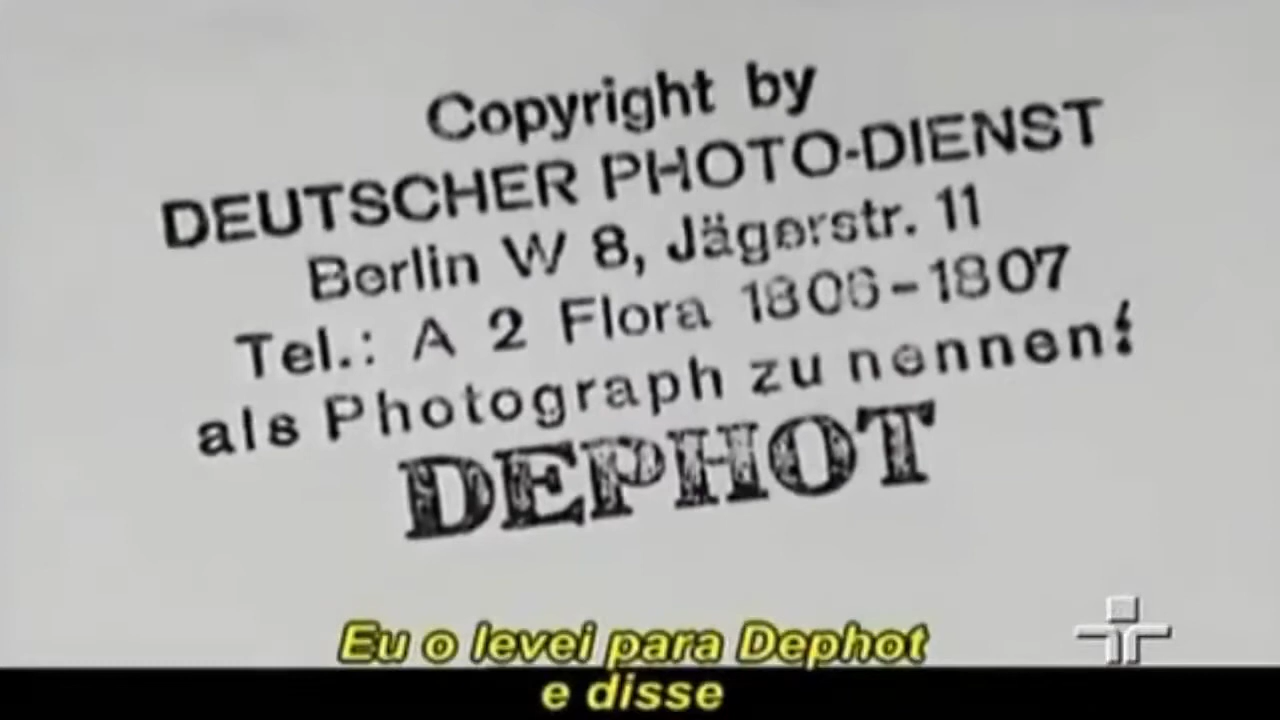 Copyright by
DEUTSCHER PHOTO-DIENST
Berlin W 8, Jägerstr. 11
Tel.: A 2 Flora 1806-1807
als Photograph zu nennen!
DEPHOT
Eu o levei para Dephot
e disse